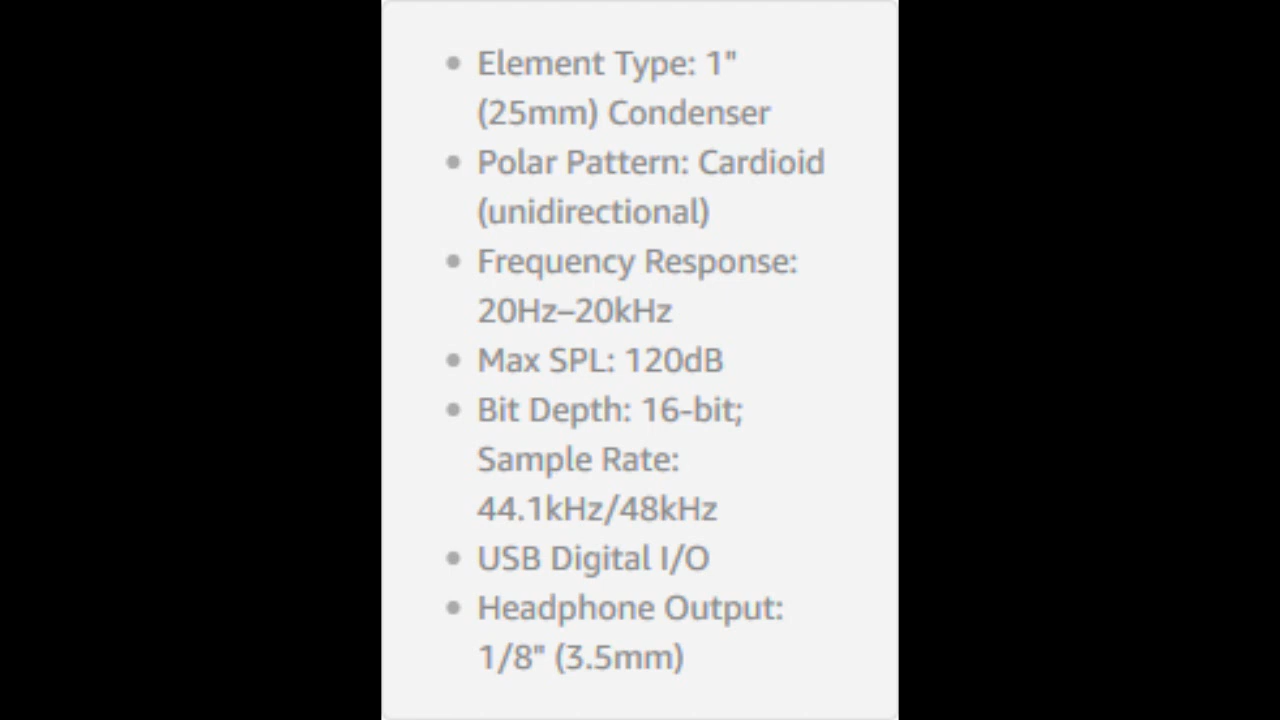 Element Type: 1"
(25mm) Condenser
Polar Pattern: Cardioid
(unidirectional)
Frequency Response:
20Hz–20kHz
Max SPL: 120dB
Bit Depth: 16-bit;
Sample Rate:
44.1kHz/48kHz
USB Digital I/O
Headphone Output:
1/8" (3.5mm)